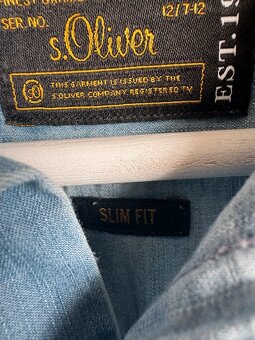 SER.NO.
12/7-12
s.Oliver
THIS GARMENT IS ISSUED BY THE
S.OLIVER COMPANY REGISTERED TV
EST.19
SLIM FIT